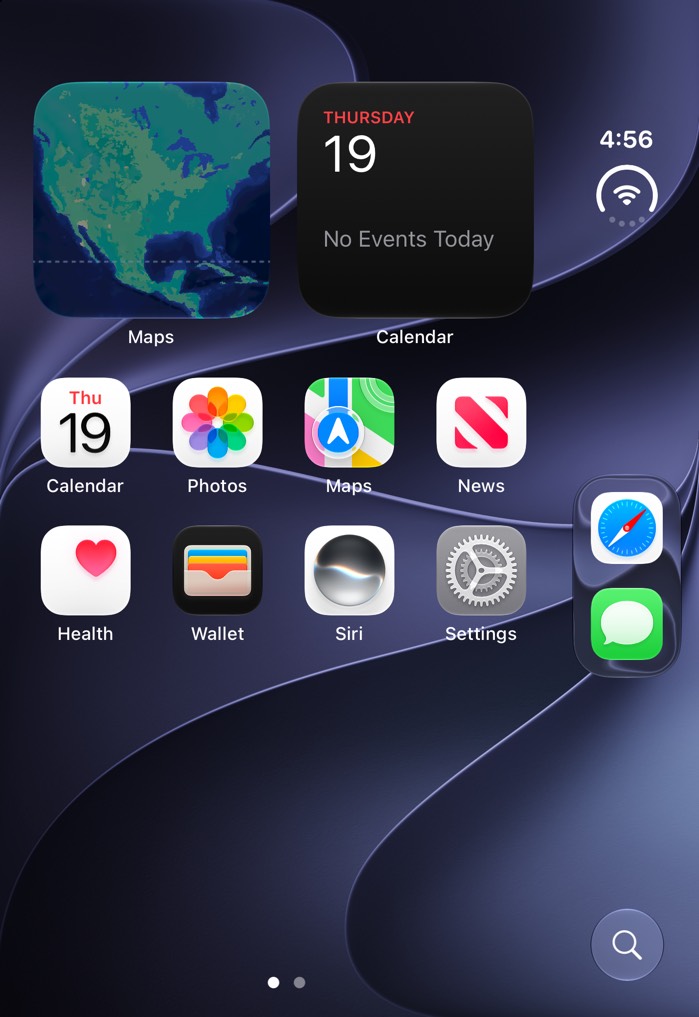 THURSDAY
19
No Events Today
4:56
Maps
Calendar
Thu
19
Calendar
Photos
Maps
News
Health
Wallet
Siri
Settings